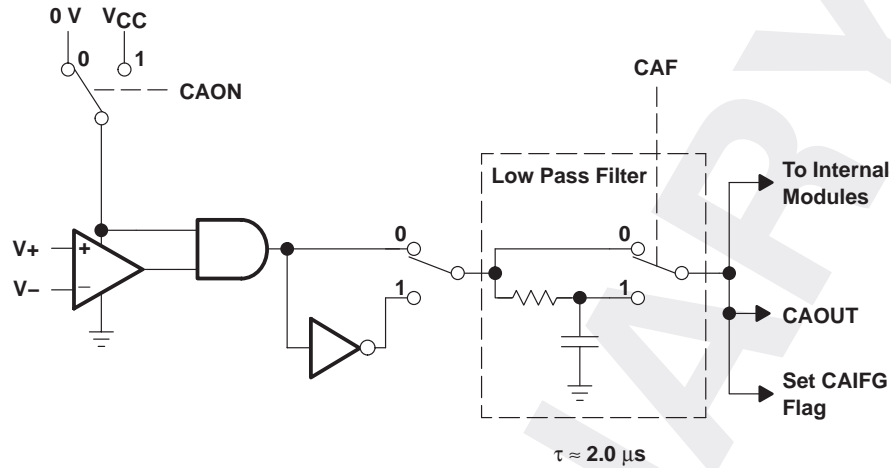 0 V VCC
0 1
CAON
CAF
Low Pass Filter
To Internal
Modules
V+
+
V−
−
0
1
0
1
CAOUT
Set CAIFG
Flag
τ ≈ 2.0 μs